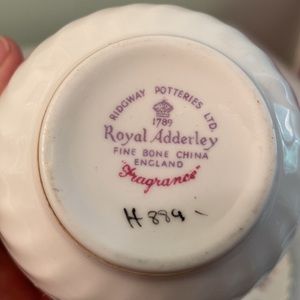 RIDGWAY POTTERIES LTD.
1789
Royal Adderley
FINE BONE CHINA
ENGLAND
"Fragrance"
H 884 -